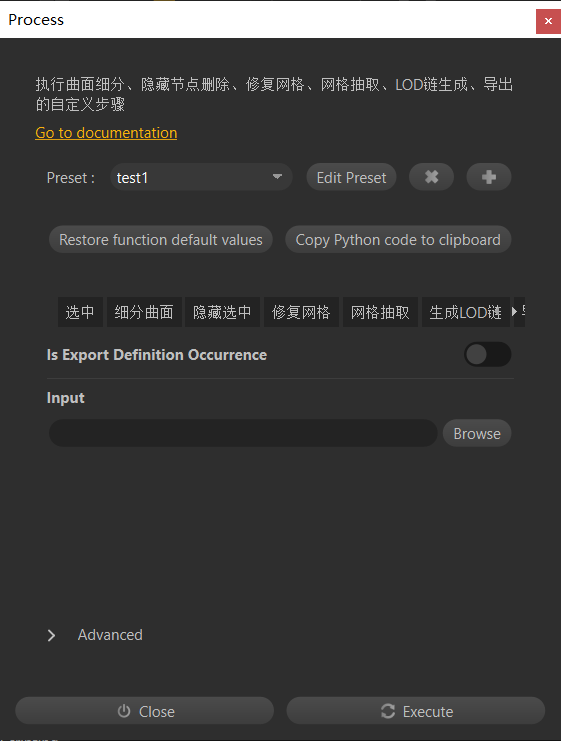 Process
执行曲面细分、隐藏节点删除、修复网格、网格抽取、LOD链生成、导出
的自定义步骤
Go to documentation
Preset : test1 Edit Preset
Restore function default values Copy Python code to clipboard
选中 细分曲面 隐藏选中 修复网格 网格抽取 生成LOD链
Is Export Definition Occurrence
Input
Browse
Advanced
Close Execute